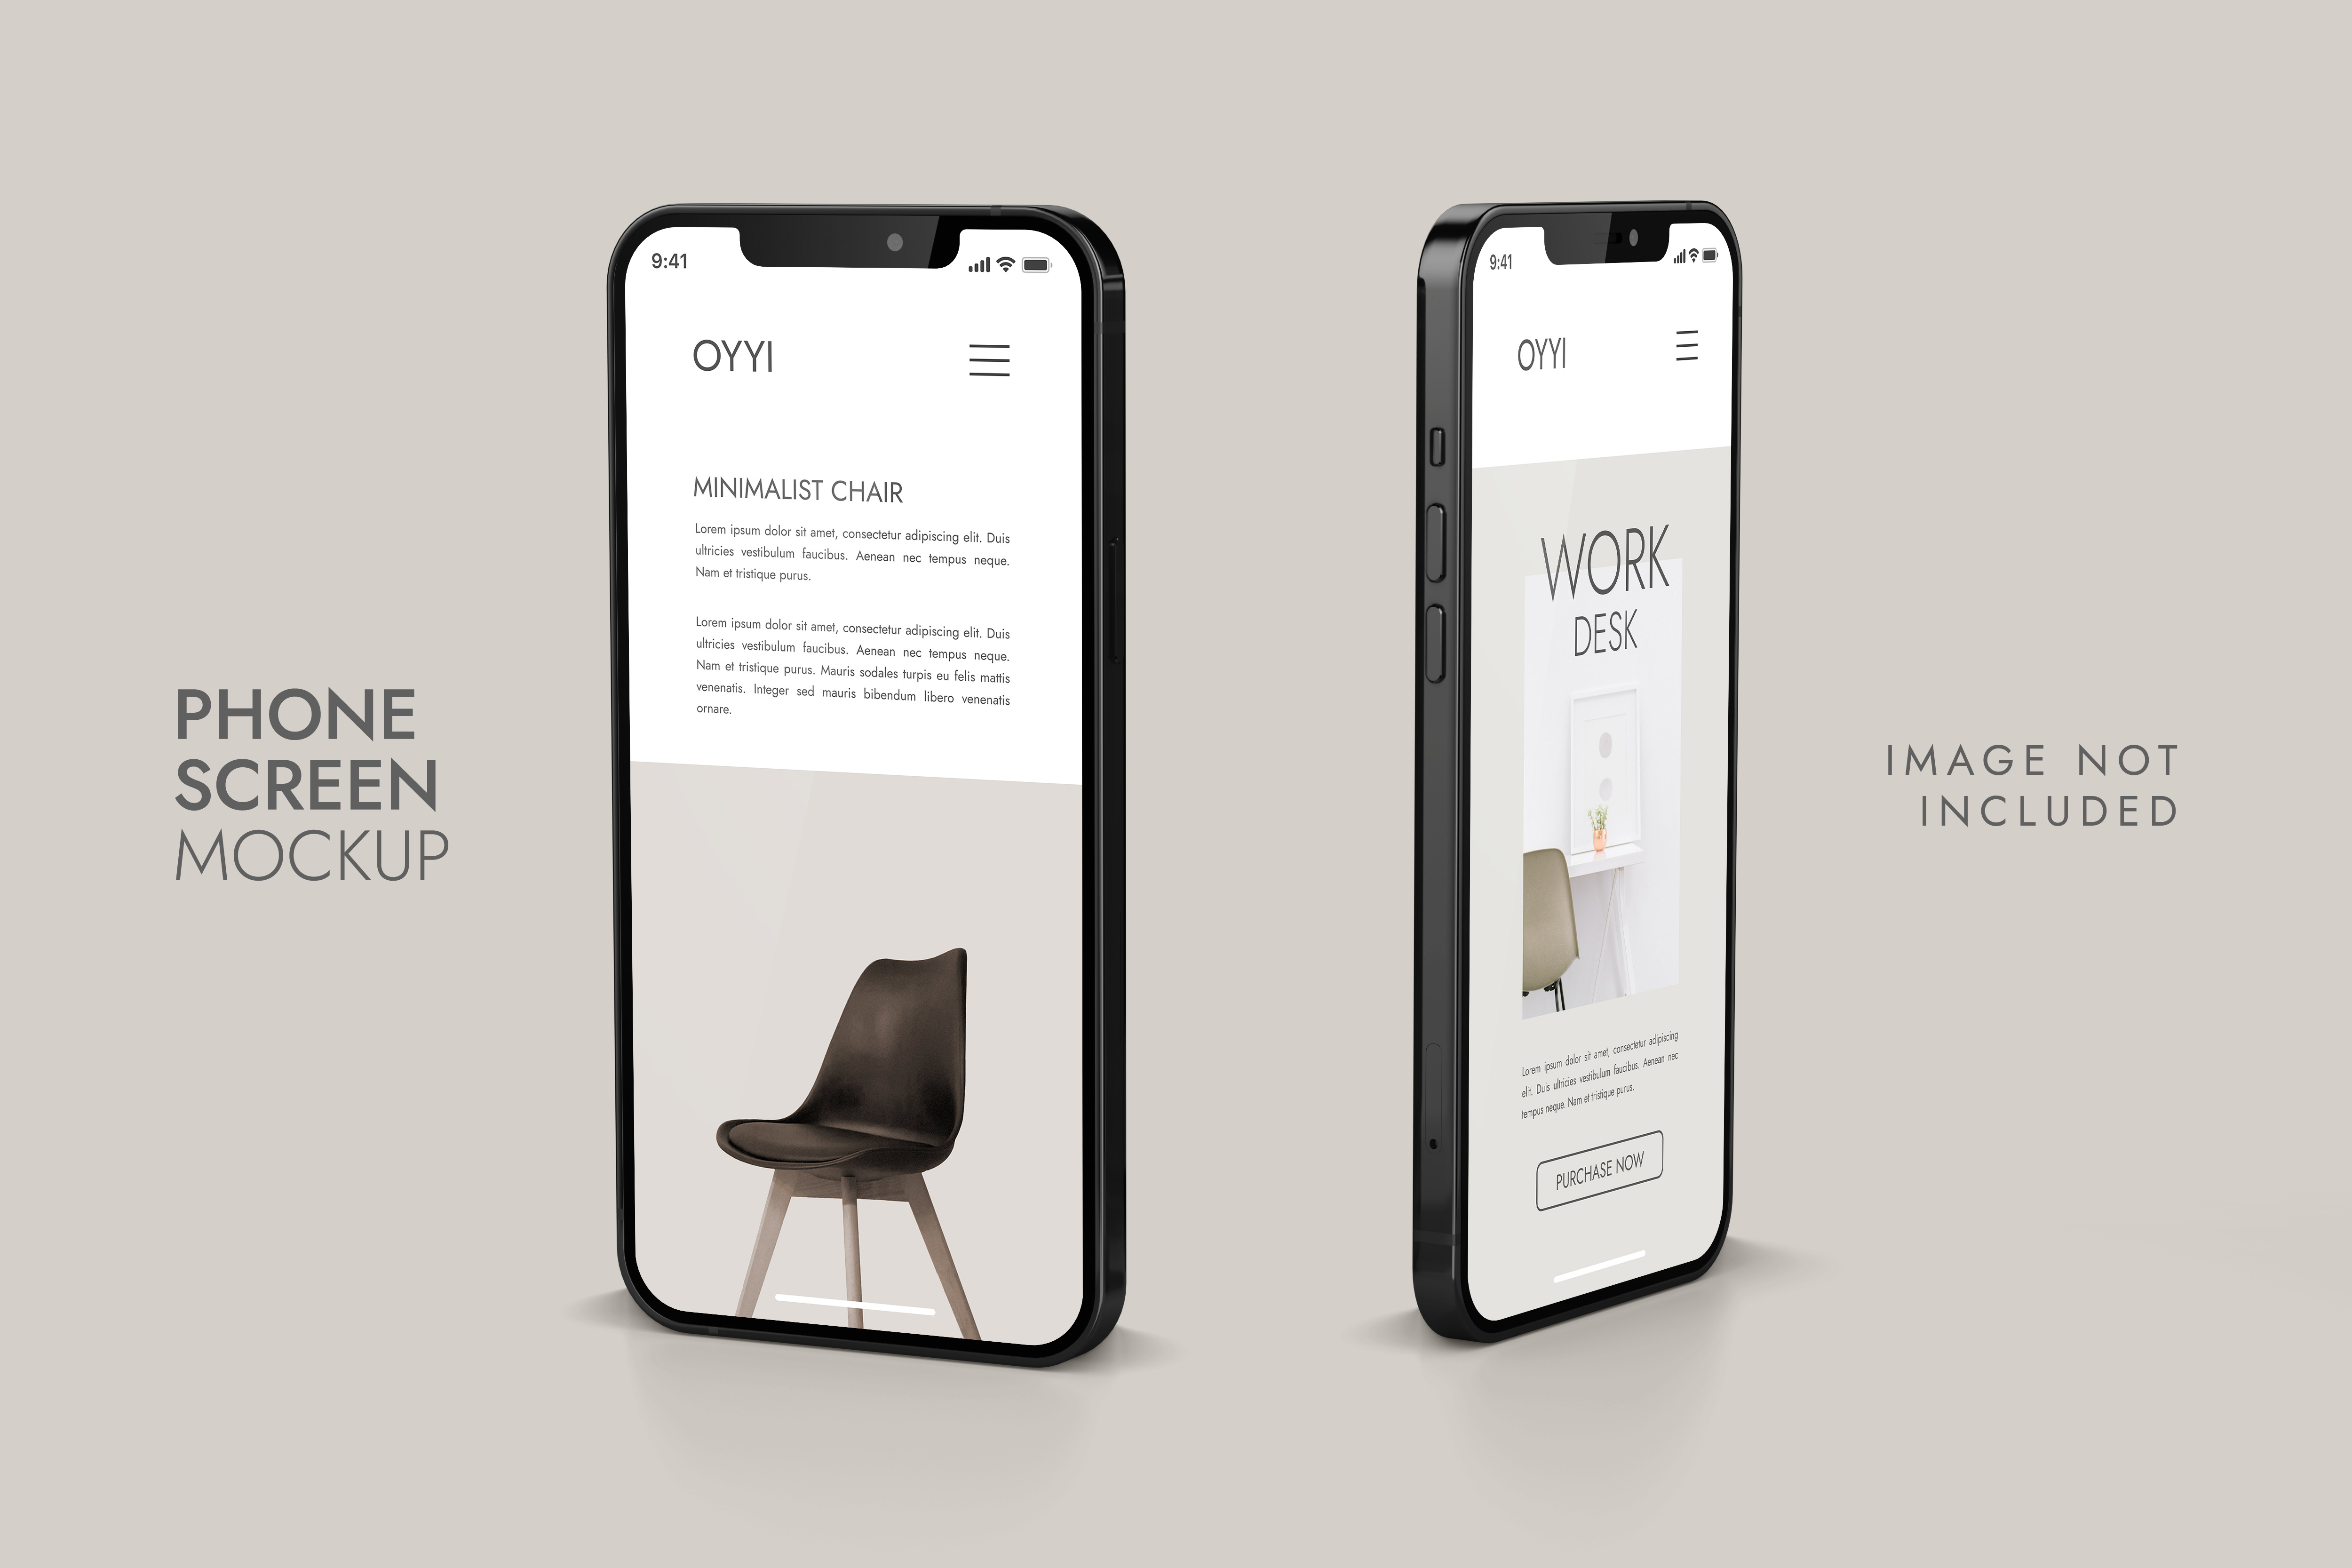 PHONE
SCREEN
MOCKUP
9:41
OYYI
MINIMALIST CHAIR
Lorem ipsum dolor sit amet, consectetur adipiscing elit. Duis
ultricies vestibulum faucibus. Aenean nec tempus neque.
Nam et tristique purus.
Lorem ipsum dolor sit amet, consectetur adipiscing elit. Duis
ultricies vestibulum faucibus. Aenean nec tempus neque.
Nam et tristique purus. Mauris sodales turpis eu felis mattis
venenatis. Integer sed mauris bibendum libero venenatis
ornare.
9:41
OYYI
WORK
DESK
Lorem ipsum dolor sit amet, consectetur adipiscing
elit. Duis ultricies vestibulum faucibus. Aenean nec
tempus neque. Nam et tristique purus.
PURCHASE NOW
IMAGE NOT
INCLUDED